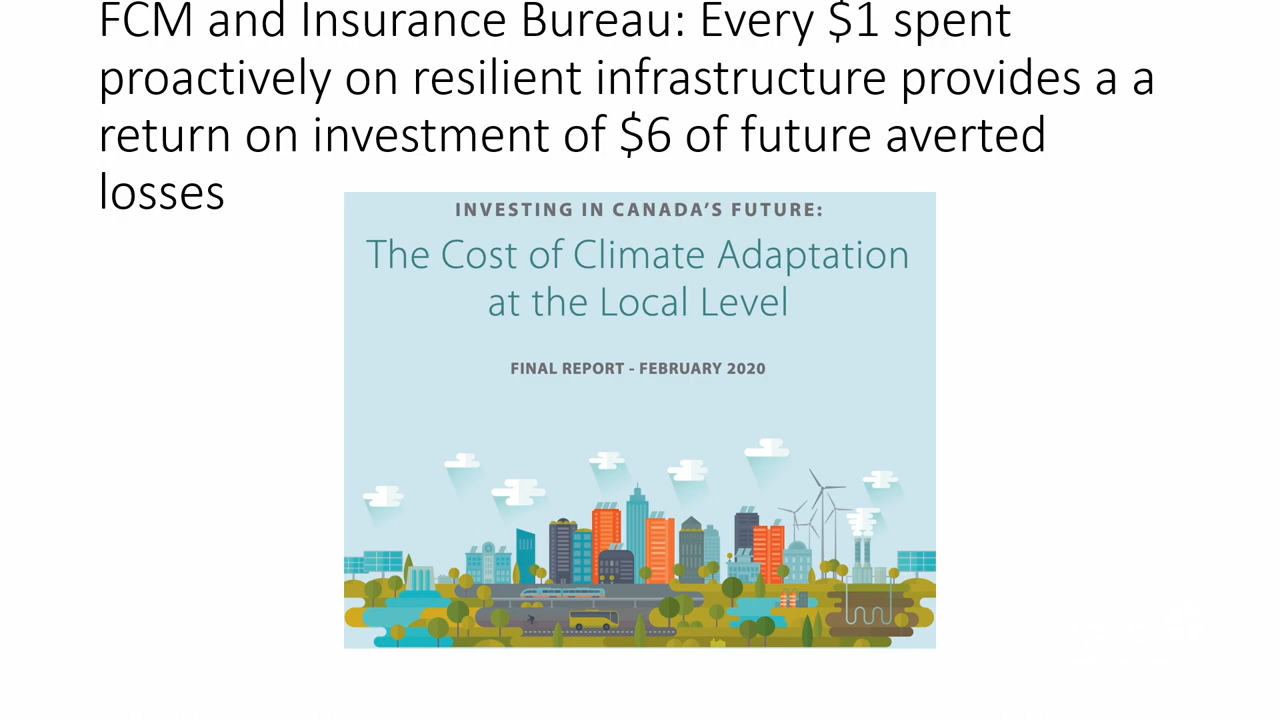 FCM and Insurance Bureau: Every $1 spent
proactively on resilient infrastructure provides a a
return on investment of $6 of future averted
losses
INVESTING IN CANADA'S FUTURE:
The Cost of Climate Adaptation
at the Local Level
FINAL REPORT - FEBRUARY 2020